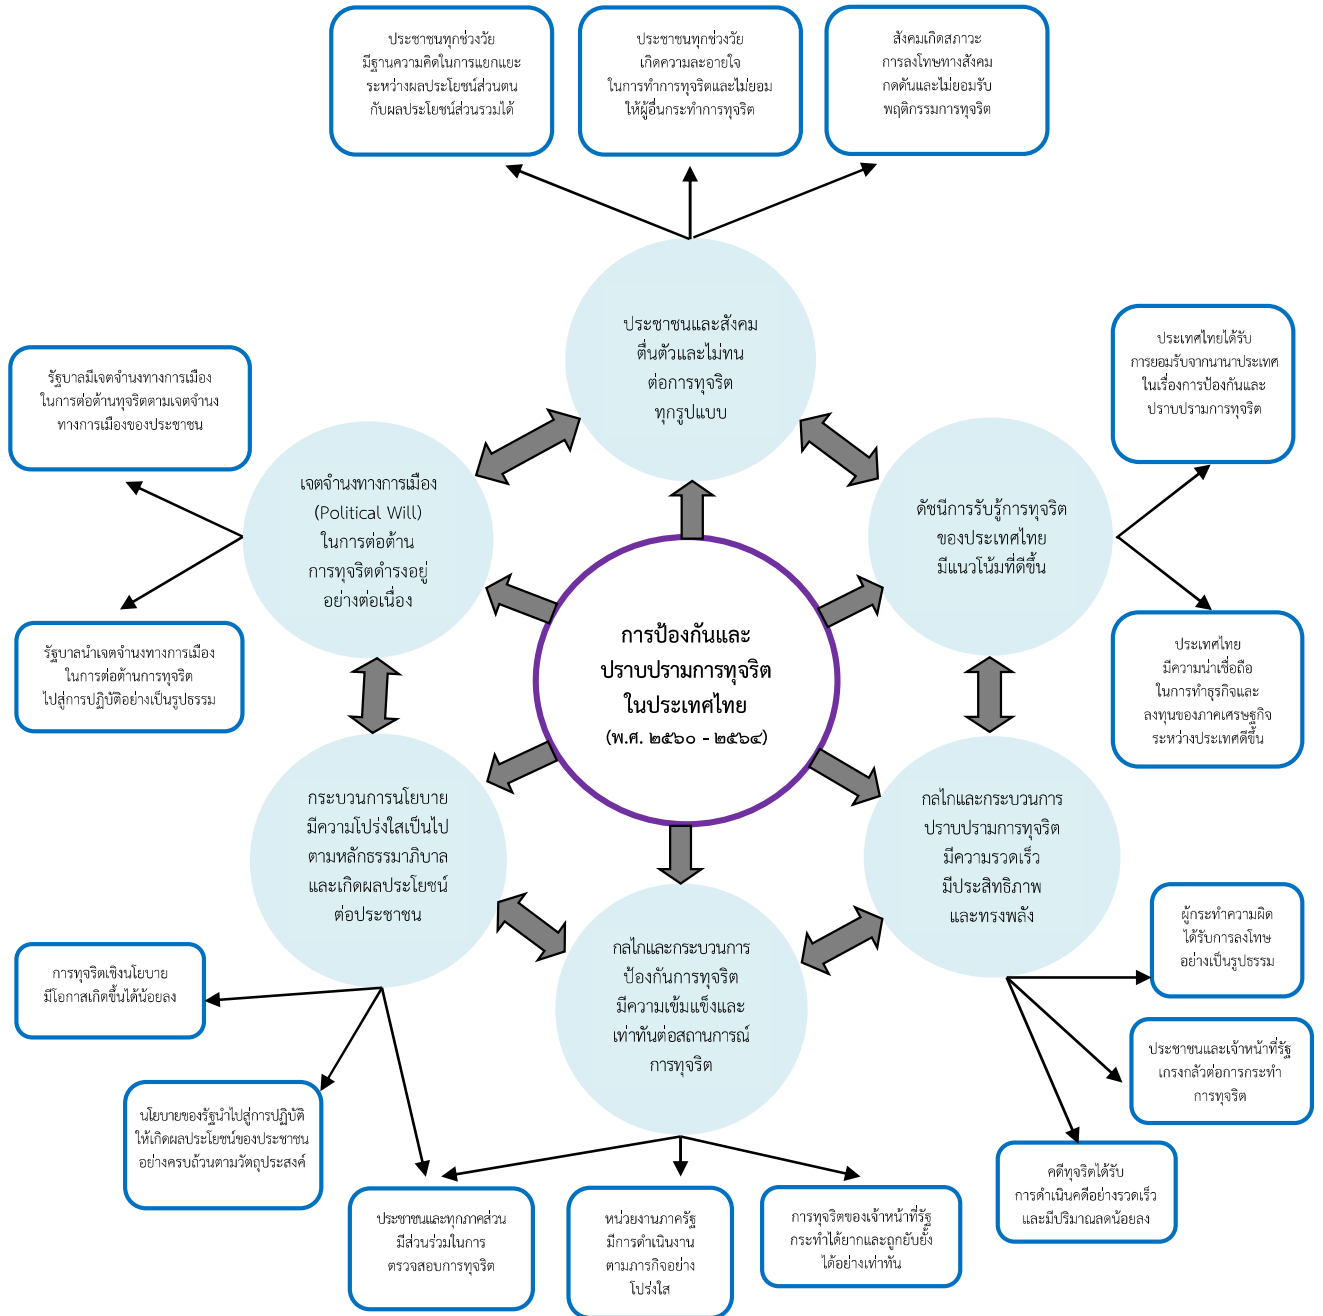 ประชาชนทุกช่วงวัย
มีฐานความคิดในการแยกแยะ
ระหว่างผลประโยชน์ส่วนตน
กับผลประโยชน์ส่วนรวมได้
ประชาชนทุกช่วงวัย
เกิดความละอายใจ
ในการทำการทุจริตและไม่ยอม
ให้ผู้อื่นกระทำการทุจริต
สังคมเกิดสภาวะ
การลงโทษทางสังคม
กดดันและไม่ยอมรับ
พฤติกรรมการทุจริต
ประชาชนและสังคม
ตื่นตัวและไม่ทน
ต่อการทุจริต
ทุกรูปแบบ
รัฐบาลมีเจตจำนงทางการเมือง
ในการต่อต้านทุจริตตามเจตจำนง
ทางการเมืองของประชาชน
ประเทศไทยได้รับ
การยอมรับจากนานาประเทศ
ในเรื่องการป้องกันและ
ปราบปรามการทุจริต
เจตจำนงทางการเมือง
(Political Will)
ในการต่อต้าน
การทุจริตดำรงอยู่
อย่างต่อเนื่อง
ดัชนีการรับรู้การทุจริต
ของประเทศไทย
มีแนวโน้มที่ดีขึ้น
รัฐบาลนำเจตจำนงทางการเมือง
ในการต่อต้านการทุจริต
ไปสู่การปฏิบัติอย่างเป็นรูปธรรม
การป้องกันและ
ปราบปรามการทุจริต
ในประเทศไทย
(พ.ศ. ๒๕๖๐ - ๒๕๖๔)
ประเทศไทย
มีความน่าเชื่อถือ
ในการทำธุรกิจและ
ลงทุนของภาคเศรษฐกิจ
ระหว่างประเทศดีขึ้น
กระบวนการนโยบาย
มีความโปร่งใสเป็นไป
ตามหลักธรรมาภิบาล
และเกิดผลประโยชน์
ต่อประชาชน
กลไกและกระบวนการ
ปราบปรามการทุจริต
มีความรวดเร็ว
มีประสิทธิภาพ
และทรงพลัง
กลไกและกระบวนการ
ป้องกันการทุจริต
มีความเข้มแข็งและ
เท่าทันต่อสถานการณ์
การทุจริต
การทุจริตเชิงนโยบาย
มีโอกาสเกิดขึ้นได้น้อยลง
ผู้กระทำความผิด
ได้รับการลงโทษ
อย่างเป็นรูปธรรม
ประชาชนและเจ้าหน้าที่รัฐ
เกรงกลัวต่อการกระทำ
การทุจริต
นโยบายของรัฐนำไปสู่การปฏิบัติ
ให้เกิดผลประโยชน์ของประชาชน
อย่างครบถ้วนตามวัตถุประสงค์
คดีทุจริตได้รับ
การดำเนินคดีอย่างรวดเร็ว
และมีปริมาณลดน้อยลง
ประชาชนและทุกภาคส่วน
มีส่วนร่วมในการ
ตรวจสอบการทุจริต
หน่วยงานภาครัฐ
มีการดำเนินงาน
ตามภารกิจอย่าง
โปร่งใส
การทุจริตของเจ้าหน้าที่รัฐ
กระทำได้ยากและถูกยับยั้ง
ได้อย่างเท่าทัน